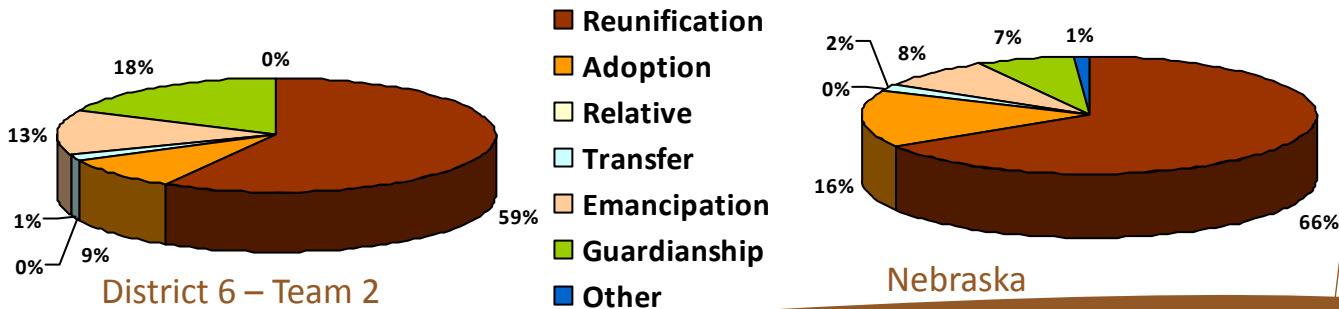 0%
18%
13%
1%
0%
9%
59%
District 6 – Team 2
Reunification
Adoption
Relative
Transfer
Emancipation
Guardianship
Other
2%
8%
7%
1%
0%
16%
66%
Nebraska